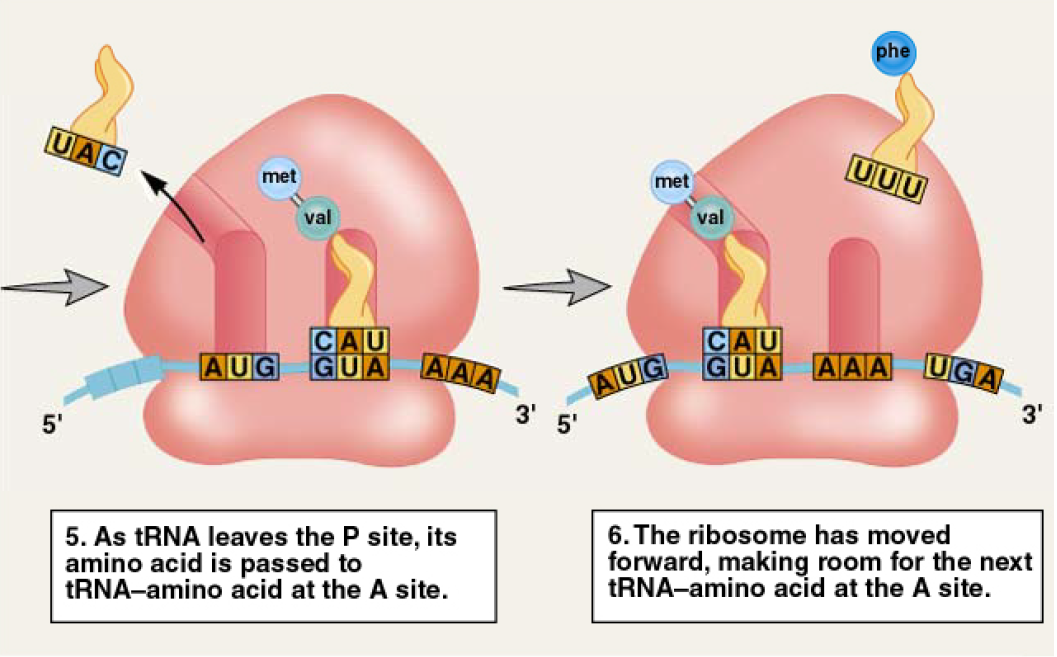 UAC
met
val
CAU
AUG GUA AAA
5' 3'
5. As tRNA leaves the P site, its
amino acid is passed to
tRNA–amino acid at the A site.
phe
UUU
met
val
CAU
AUG GUA AAA UGA
5' 3'
6. The ribosome has moved
forward, making room for the next
tRNA–amino acid at the A site.